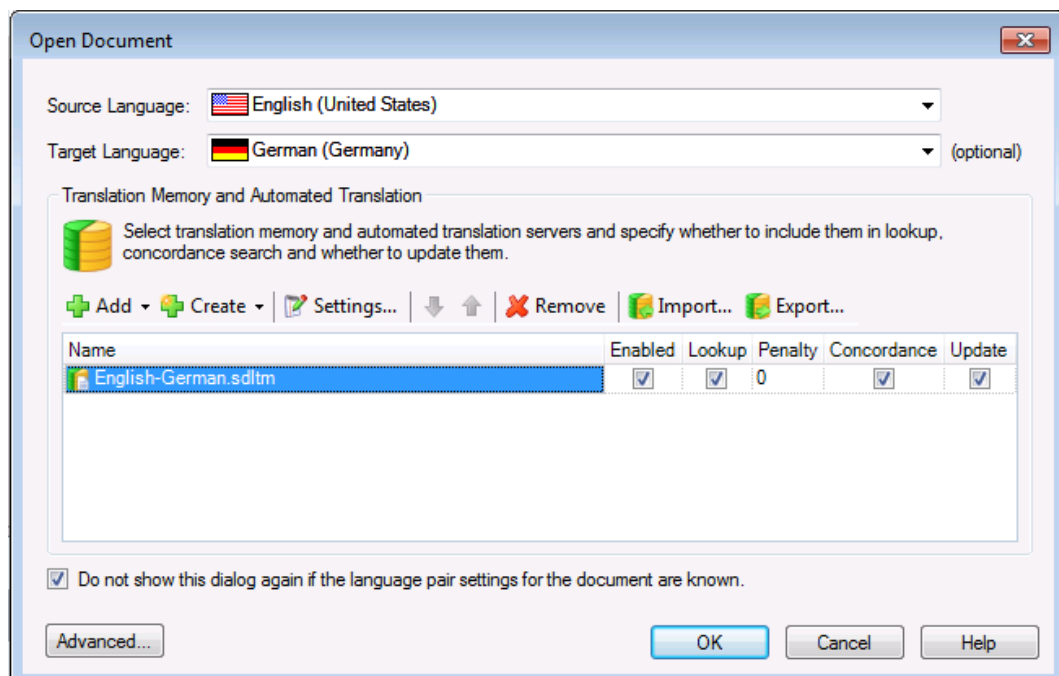 Open Document
Source Language: English (United States)
Target Language: German (Germany) (optional)
Translation Memory and Automated Translation
Select translation memory and automated translation servers and specify whether to include them in lookup,
concordance search and whether to update them.
Add Create Settings... Remove Import... Export...
Name Enabled Lookup Penalty Concordance Update
English-German.sdltm 0
Do not show this dialog again if the language pair settings for the document are known.
Advanced... OK Cancel Help